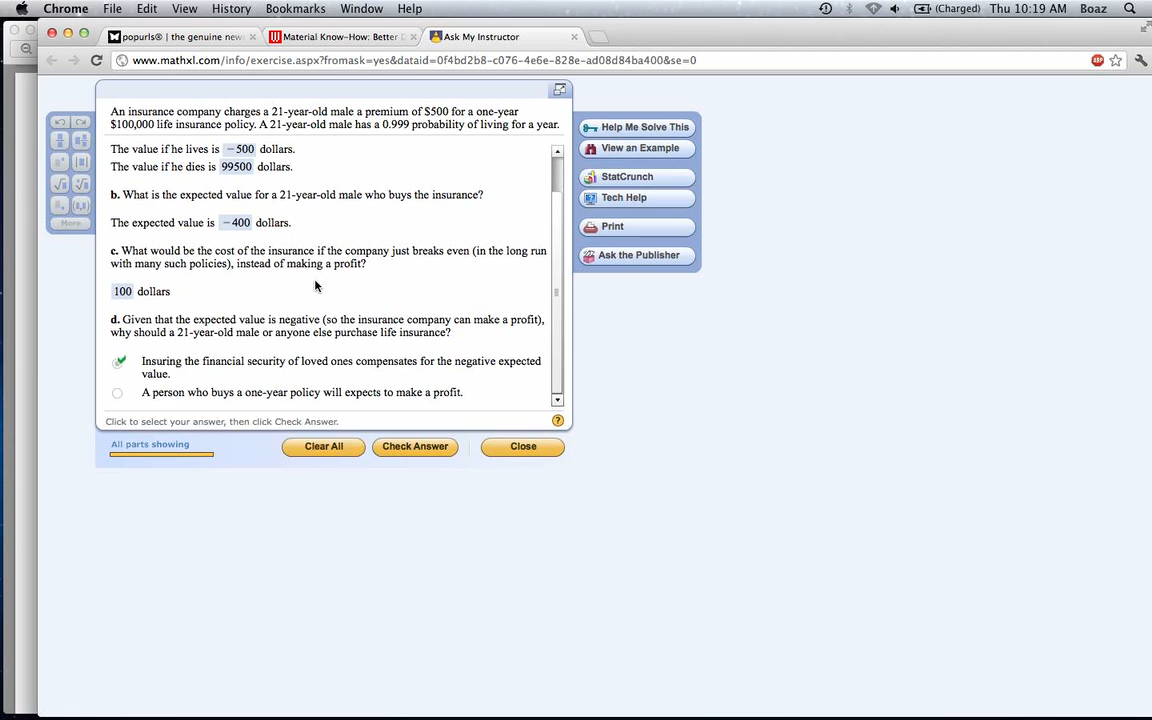 Chrome File Edit View History Bookmarks Window Help (Charged) Thu 10:19 AM Boaz
popurls® | the genuine new
Material Know-How: Better D
Ask My Instructor
www.mathxl.com/info/exercise.aspx?fromask=yes&dataid=0f4bd2b8-c076-4e6e-828e-ad08d84ba400&se=0
ABP
An insurance company charges a 21-year-old male a premium of $500 for a one-year
$100,000 life insurance policy. A 21-year-old male has a 0.999 probability of living for a year.
The value if he lives is −500 dollars.
The value if he dies is 99500 dollars.
b. What is the expected value for a 21-year-old male who buys the insurance?
The expected value is −400 dollars.
c. What would be the cost of the insurance if the company just breaks even (in the long run
with many such policies), instead of making a profit?
100 dollars
d. Given that the expected value is negative (so the insurance company can make a profit),
why should a 21-year-old male or anyone else purchase life insurance?
Insuring the financial security of loved ones compensates for the negative expected
value.
A person who buys a one-year policy will expects to make a profit.
Click to select your answer, then click Check Answer.
?
All parts showing
Clear All
Check Answer
Close
More
Help Me Solve This
View an Example
StatCrunch
Tech Help
Print
Ask the Publisher